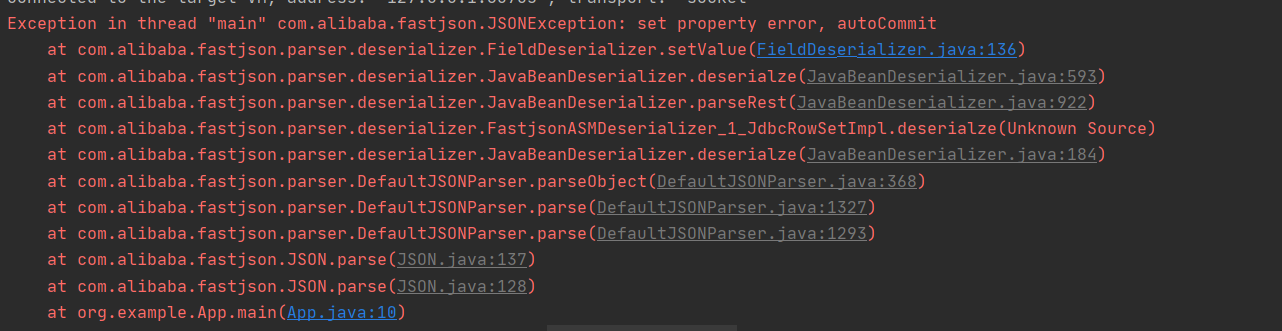 Connected to the target VM, address: '127.0.0.1: transport: 'socket'
Exception in thread "main" com.alibaba.fastjson.JSONException: set property error, autoCommit
at com.alibaba.fastjson.parser.deserializer.FieldDeserializer.setValue(FieldDeserializer.java:136)
at com.alibaba.fastjson.parser.deserializer.JavaBeanDeserializer.deserialze(JavaBeanDeserializer.java:593)
at com.alibaba.fastjson.parser.deserializer.JavaBeanDeserializer.parseRest(JavaBeanDeserializer.java:922)
at com.alibaba.fastjson.parser.deserializer.FastjsonASMDeserializer_1_JdbcRowSetImpl.deserialze(Unknown Source)
at com.alibaba.fastjson.parser.deserializer.JavaBeanDeserializer.deserialze(JavaBeanDeserializer.java:184)
at com.alibaba.fastjson.parser.DefaultJSONParser.parseObject(DefaultJSONParser.java:368)
at com.alibaba.fastjson.parser.DefaultJSONParser.parse(DefaultJSONParser.java:1327)
at com.alibaba.fastjson.parser.DefaultJSONParser.parse(DefaultJSONParser.java:1293)
at com.alibaba.fastjson.JSON.parse(JSON.java:137)
at com.alibaba.fastjson.JSON.parse(JSON.java:128)
at org.example.App.main(App.java:10)